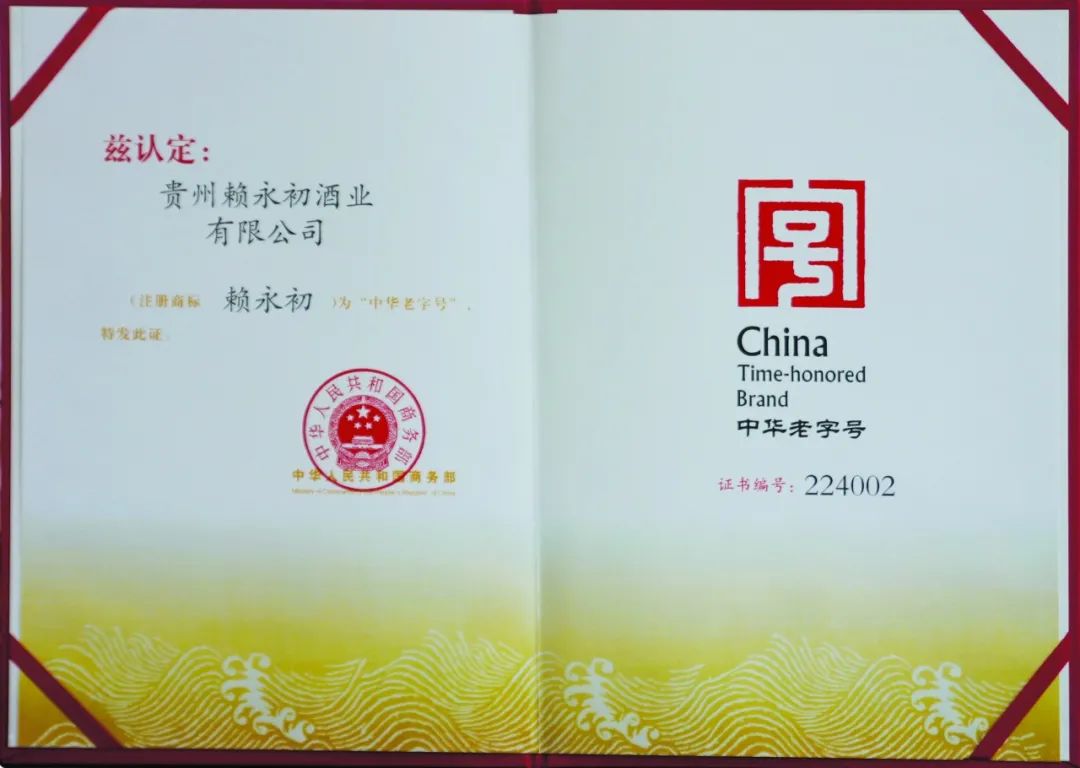 兹认定：
贵州赖永初酒业
有限公司
（注册商标 赖永初 ）为“中华老字号”，
特发此证。
中华人民共和国商务部
中华人民共和国商务部
号
China
Time-honored
Brand
中华老字号
证书编号：224002